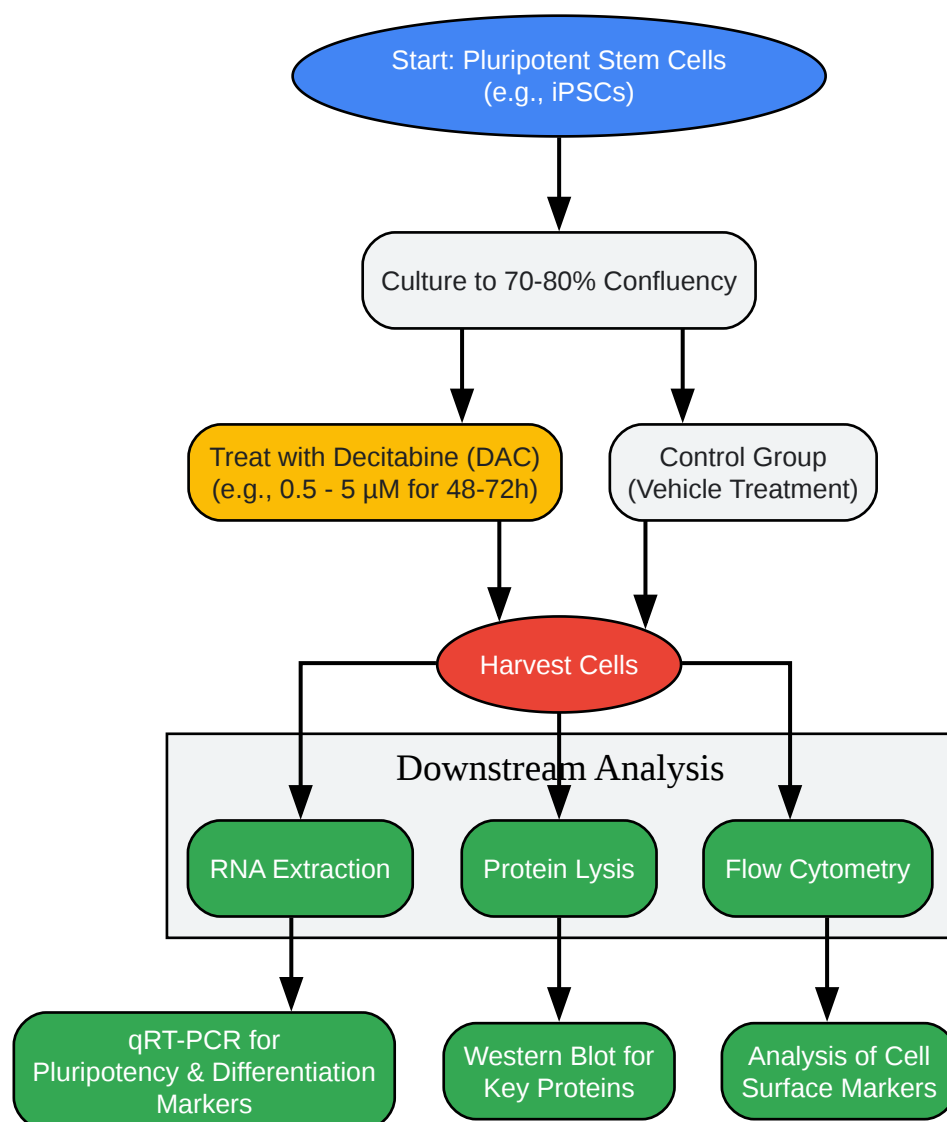 Start: Pluripotent Stem Cells
(e.g., iPSCs)
Culture to 70-80% Confluency
Treat with Decitabine (DAC)
(e.g., 0.5 - 5 µM for 48-72h)
Control Group
(Vehicle Treatment)
Harvest Cells
Downstream Analysis
RNA Extraction
Protein Lysis
Flow Cytometry
qRT-PCR for
Pluripotency & Differentiation
Markers
Western Blot for
Key Proteins
Analysis of Cell
Surface Markers